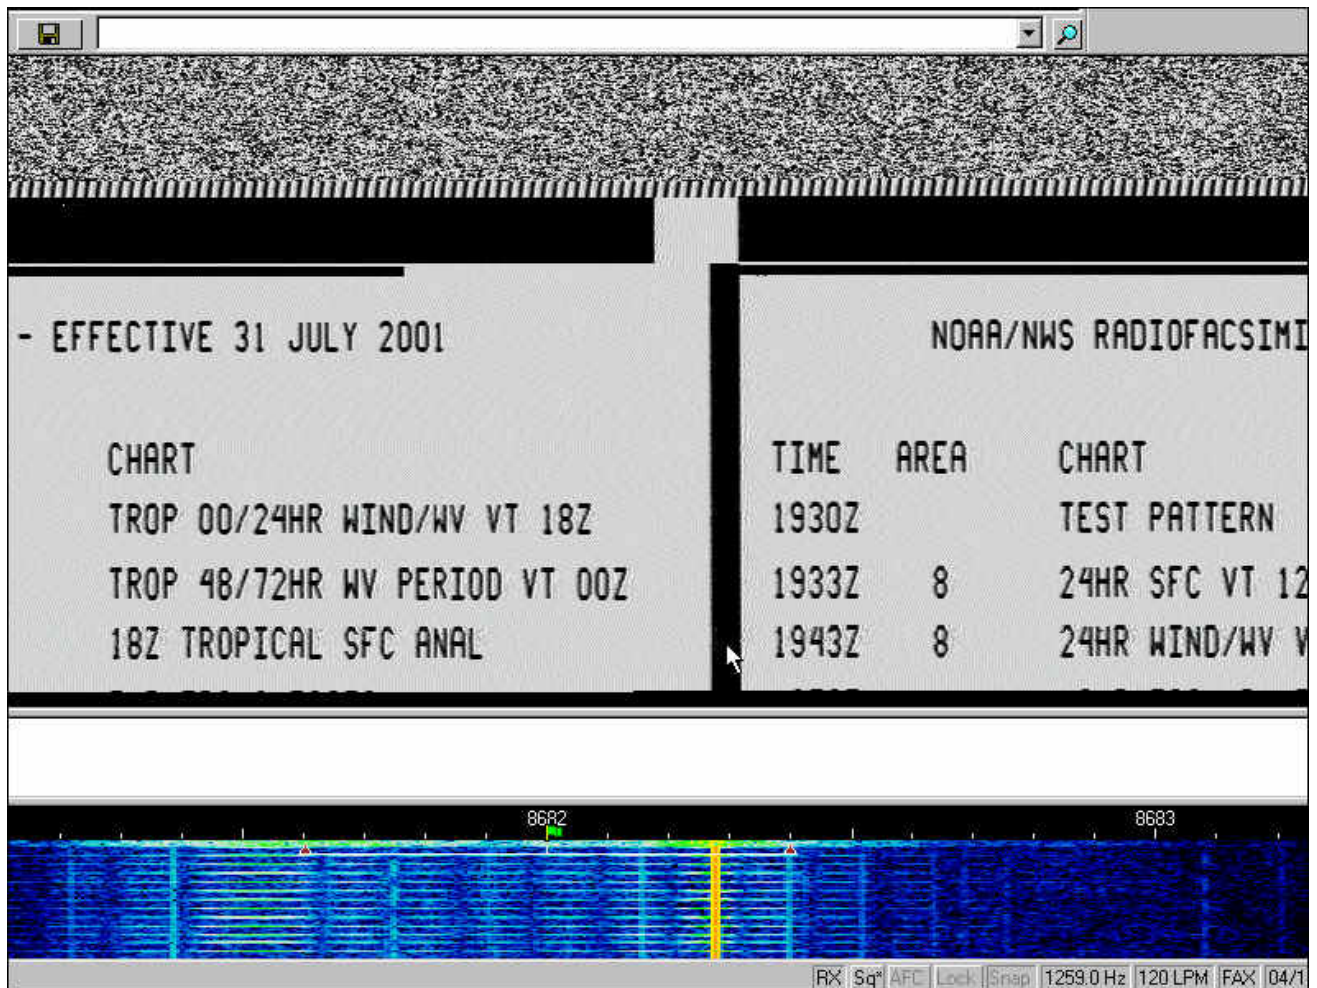 - EFFECTIVE 31 JULY 2001
NOAA/NWS RADIOFACSIMI
CHART
TIME AREA CHART
TROP 00/24HR WIND/WV VT 18Z
1930Z TEST PATTERN
TROP 48/72HR WV PERIOD VT 00Z
1933Z 8 24HR SFC VT 12
18Z TROPICAL SFC ANAL
1943Z 8 24HR WIND/WV V
8682 8683
RX Sq* AFC Lock Snap 1259.0 Hz 120 LPM FAX 04/1